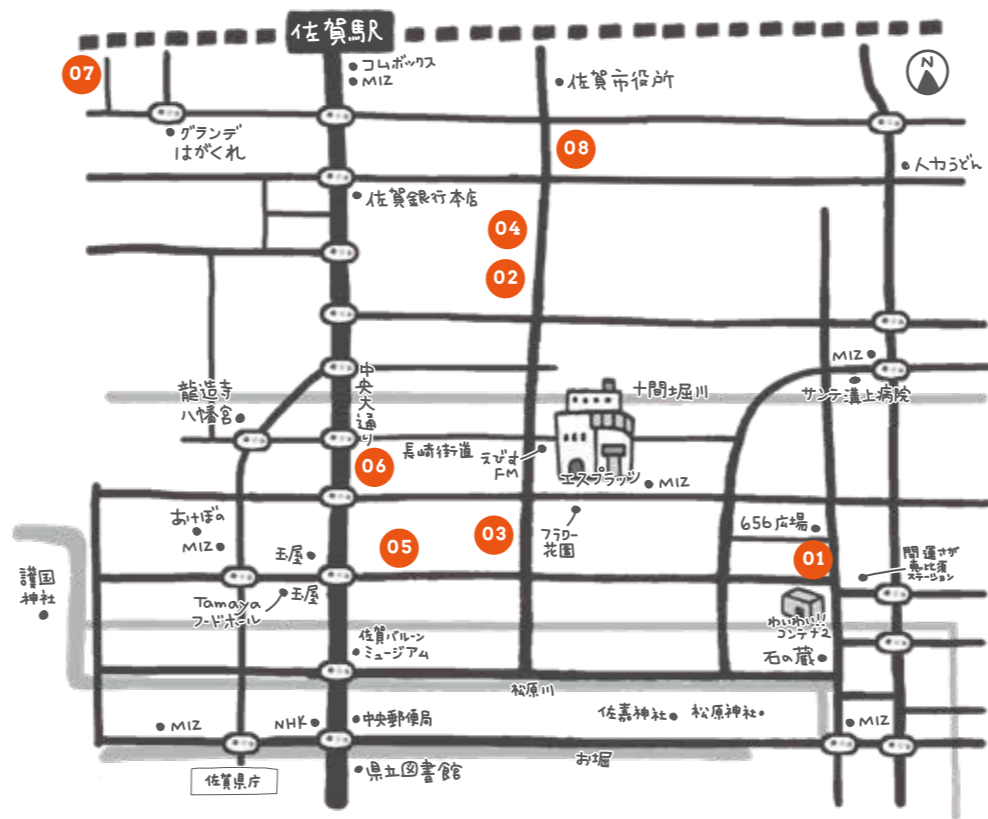 佐賀駅
N
07
コムボックス
MIZ
佐賀市役所
グランデ
はがくれ
08
人力うどん
佐賀銀行本店
04
02
MIZ
サンテ溝上病院
中央大通り
十間堀川
龍造寺
八幡宮
長崎街道
えびす
FM
エスプラッツ
MIZ
06
あけぼの
MIZ
玉屋
05
03
フラワー
花園
656広場
01
開運さが
恵比須
ステーション
護国
神社
Tamaya
フードホール
玉屋
わいわい!!
コンテナ2
佐賀バルーン
ミュージアム
石の蔵
松原川
MIZ
NHK
中央郵便局
佐嘉神社
松原神社
MIZ
お堀
佐賀県庁
県立図書館